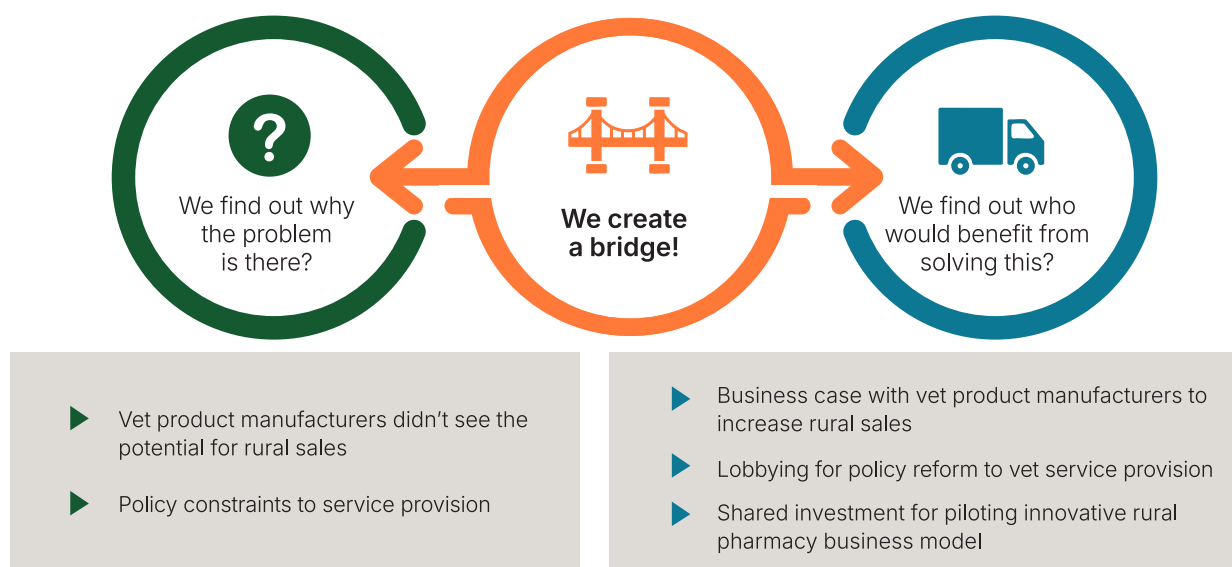 ?
We find out why
the problem
is there?
We create
a bridge!
We find out who
would benefit from
solving this?
Vet product manufacturers didn't see the
potential for rural sales
Policy constraints to service provision
Business case with vet product manufacturers to
increase rural sales
Lobbying for policy reform to vet service provision
Shared investment for piloting innovative rural
pharmacy business model